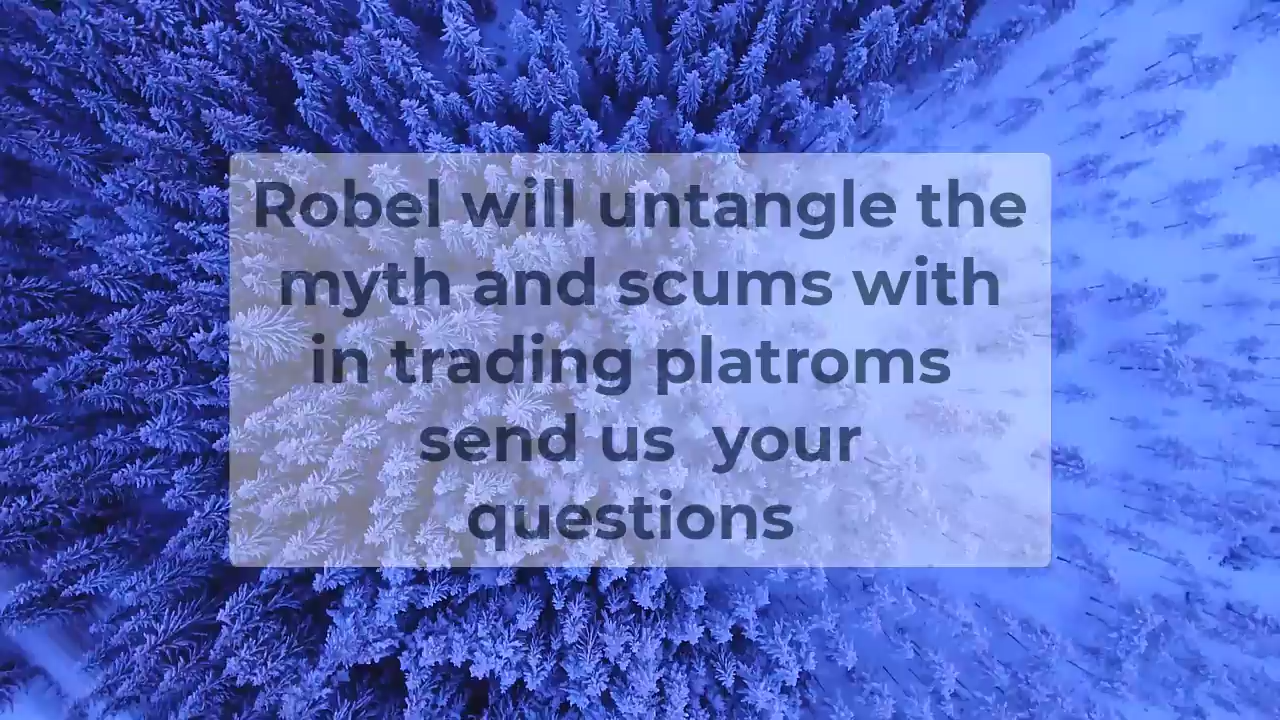 Robel will untangle the
myth and scums with
in trading platroms
send us  your
questions